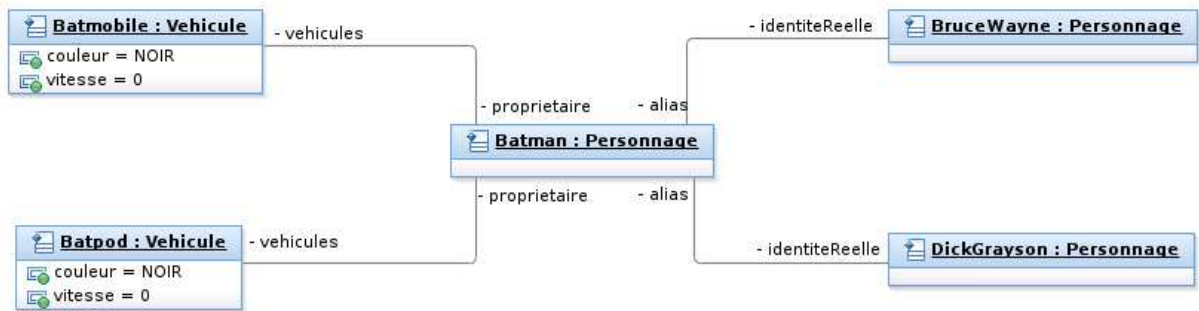 Batmobile : Vehicule
couleur = NOIR
vitesse = 0
- vehicules
- identiteReelle
BruceWayne : Personnage
- proprietaire
- alias
Batman : Personnage
- proprietaire
- alias
Batpod : Vehicule
couleur = NOIR
vitesse = 0
- vehicules
- identiteReelle
DickGrayson : Personnage